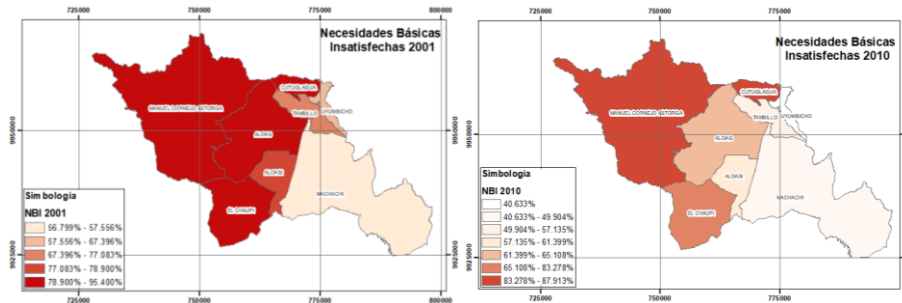 725000
750000
775000
800000
Necesidades Básicas
Insatisfechas 2001
CUTUGLAGUA
MANUEL CORNEJO ASTORGA
TAMBILLO
UYUMBICHO
ALOAG
ALOASI
MACHACHI
EL CHAUPI
9950000
9950000
9925000
9925000
Simbología
NBI 2001
56.799% - 57.556%
57.556% - 67.396%
67.396% - 77.083%
77.083% - 78.900%
78.900% - 95.400%
725000
750000
775000
800000
725000
750000
775000
Necesidades Básicas
Insatisfechas 2010
CUTUGLAGUA
MANUEL CORNEJO ASTORGA
TAMBILLO
UYUMBICHO
ALOAG
ALOASI
MACHACHI
EL CHAUPI
9950000
9925000
Simbología
NBI 2010
40.633%
40.633% - 49.904%
49.904% - 57.135%
57.135% - 61.399%
61.399% - 65.108%
65.108% - 83.278%
83.278% - 87.913%
725000
750000
775000